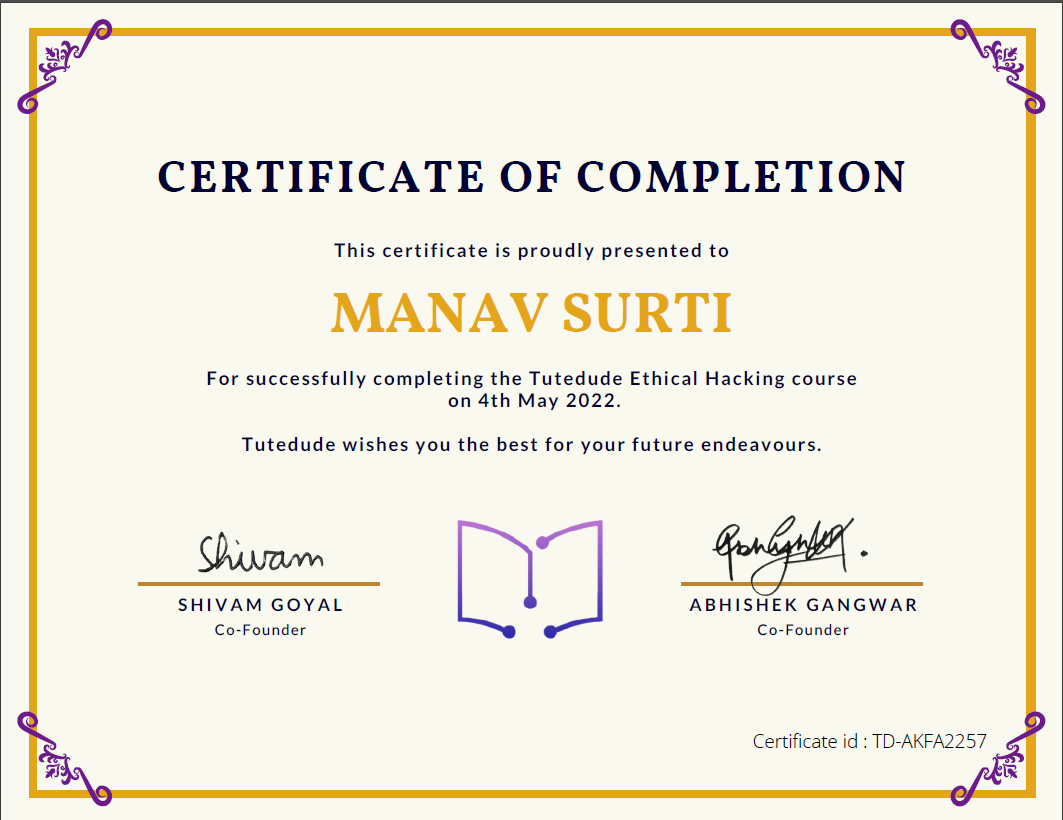 CERTIFICATE OF COMPLETION
This certificate is proudly presented to
MANAV SURTI
For successfully completing the Tutedude Ethical Hacking course
on 4th May 2022.
Tutedude wishes you the best for your future endeavours.
Shivam
SHIVAM GOYAL
Co-Founder
ABHISHEK GANGWAR
Co-Founder
Certificate id : TD-AKFA2257